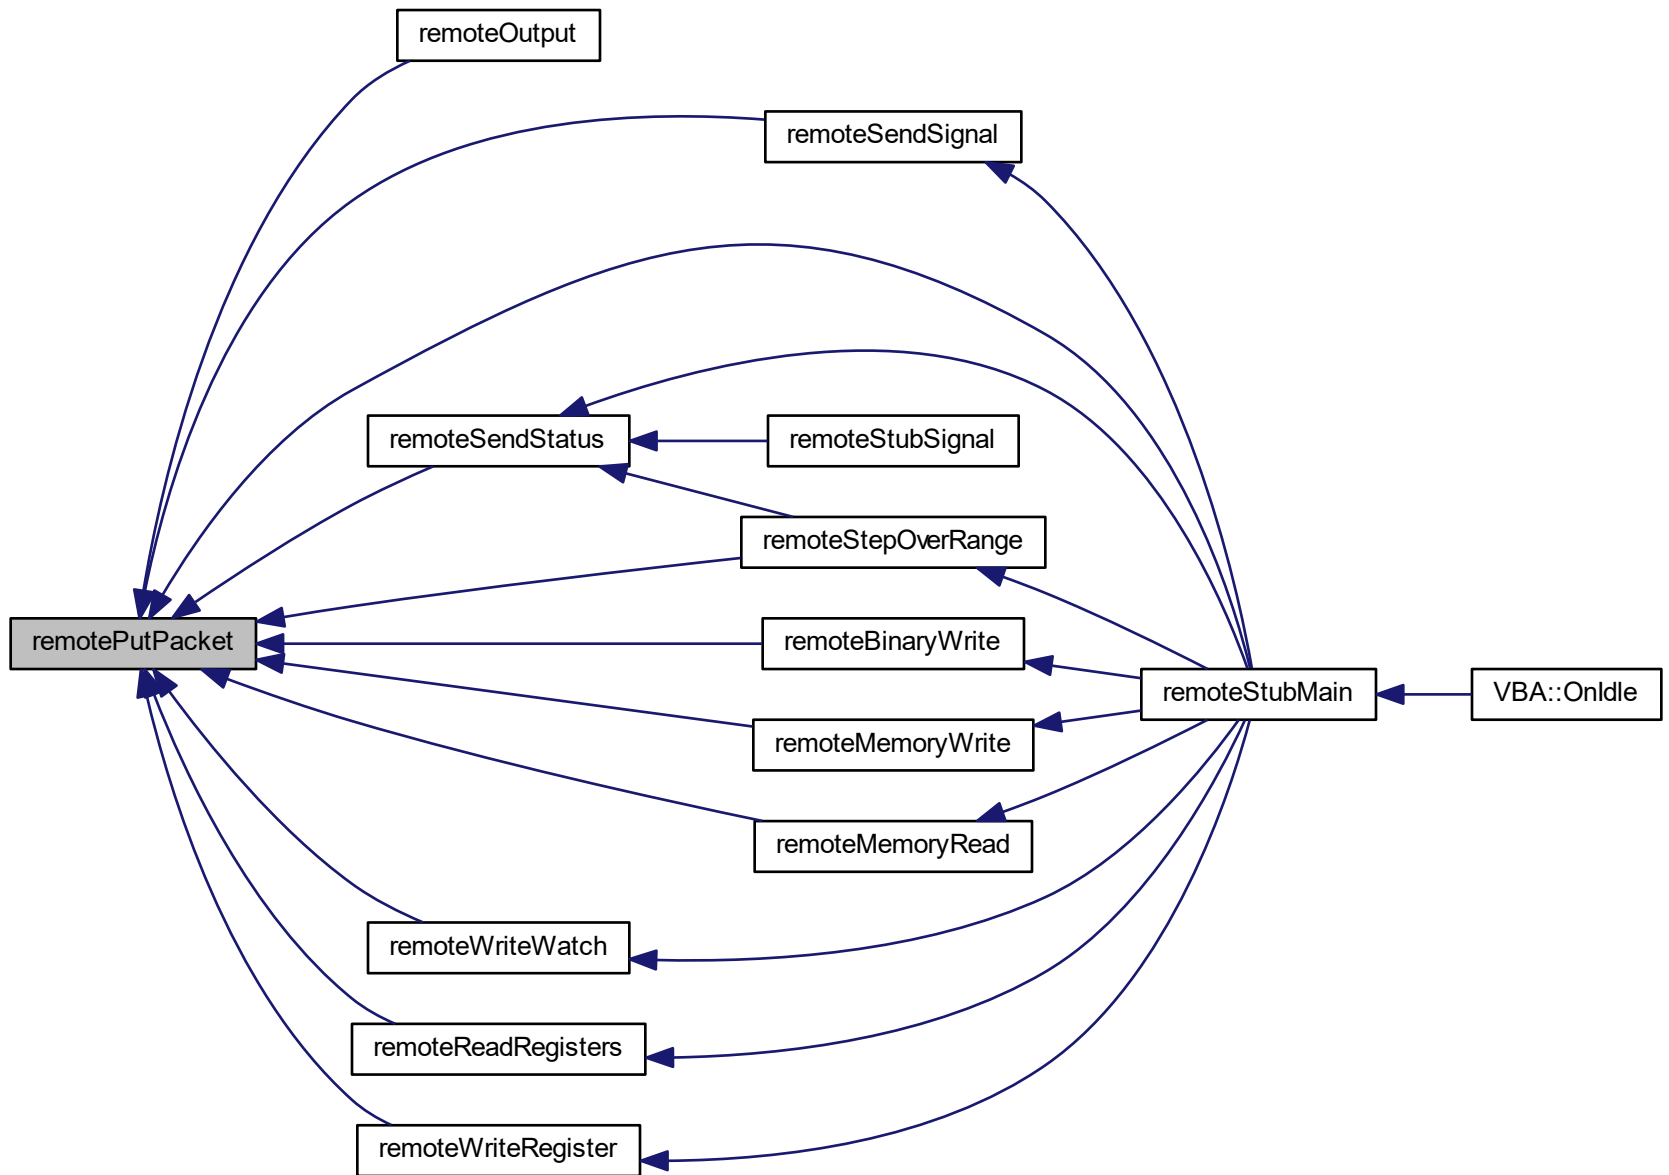 remoteOutput
remoteSendSignal
remoteSendStatus
remoteStubSignal
remoteStepOverRange
remotePutPacket
remoteBinaryWrite
remoteStubMain
VBA::OnIdle
remoteMemoryWrite
remoteMemoryRead
remoteWriteWatch
remoteReadRegisters
remoteWriteRegister